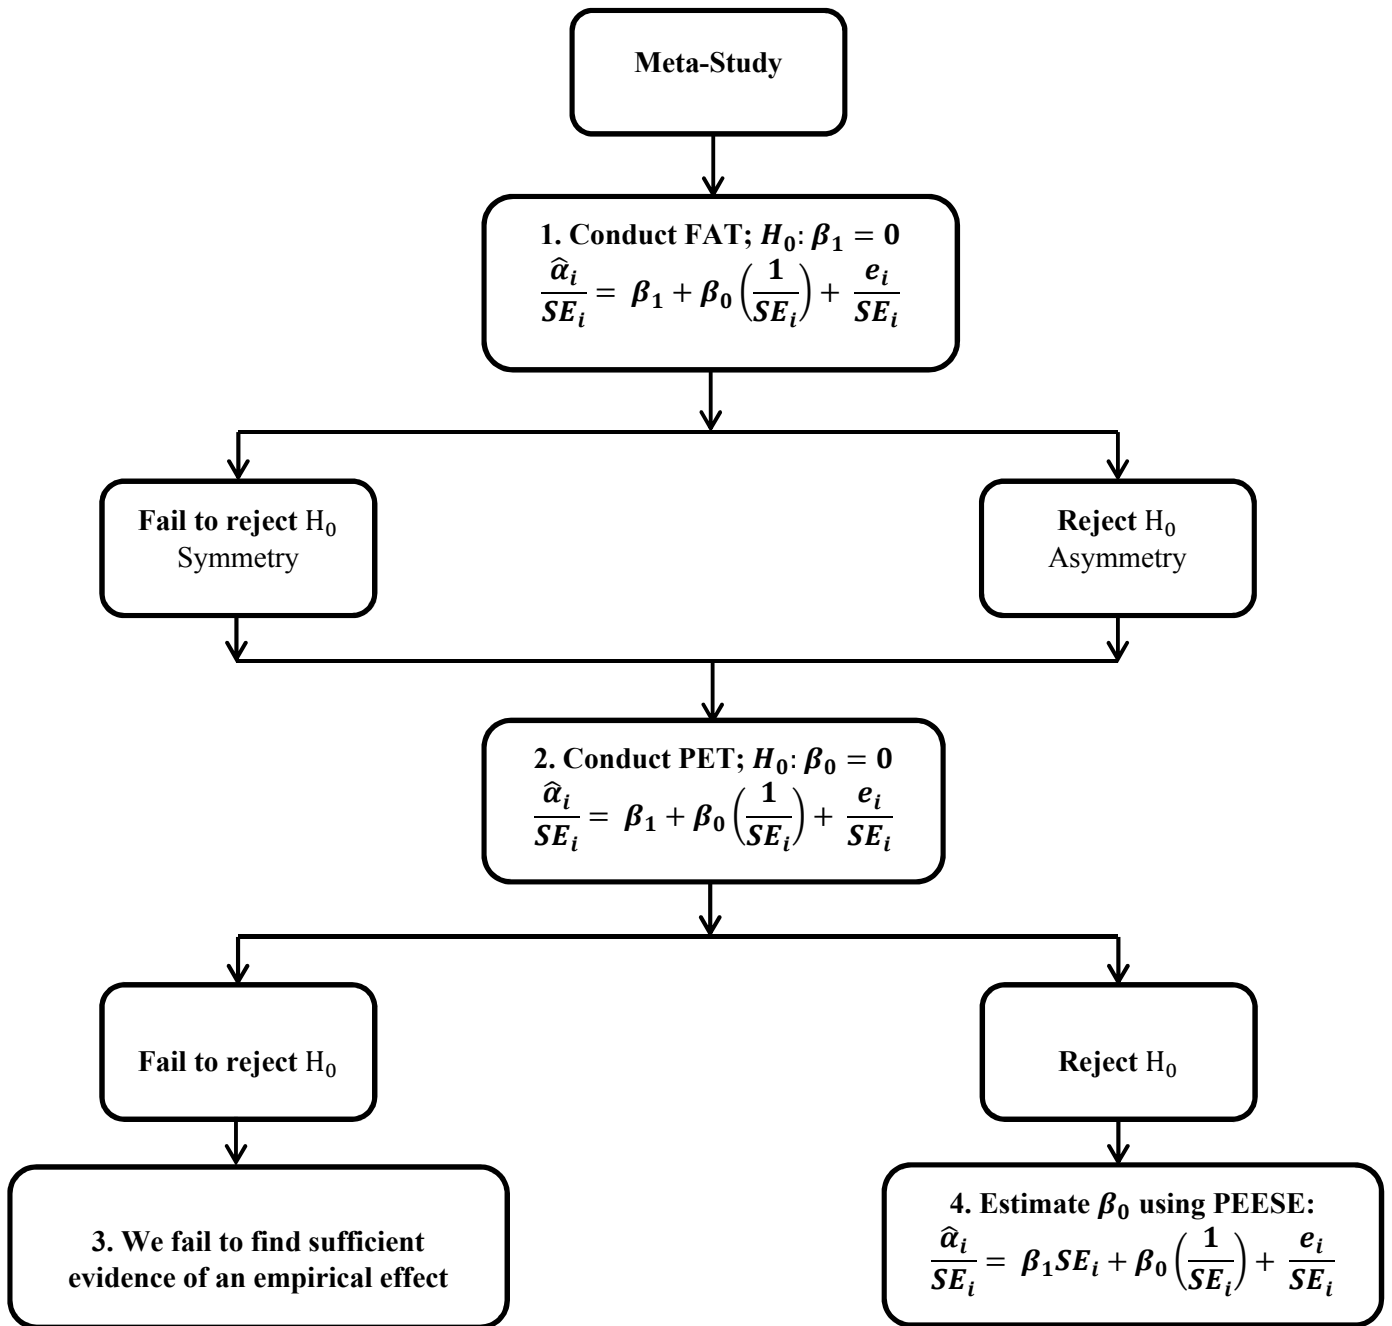 Meta-Study
1. Conduct FAT; H₀: β₁ = 0
α̂ᵢ/SEᵢ = β₁ + β₀(1/SEᵢ) + eᵢ/SEᵢ
Fail to reject H₀
Symmetry
Reject H₀
Asymmetry
2. Conduct PET; H₀: β₀ = 0
α̂ᵢ/SEᵢ = β₁ + β₀(1/SEᵢ) + eᵢ/SEᵢ
Fail to reject H₀
Reject H₀
3. We fail to find sufficient
evidence of an empirical effect
4. Estimate β₀ using PEESE:
α̂ᵢ/SEᵢ = β₁SEᵢ + β₀(1/SEᵢ) + eᵢ/SEᵢ